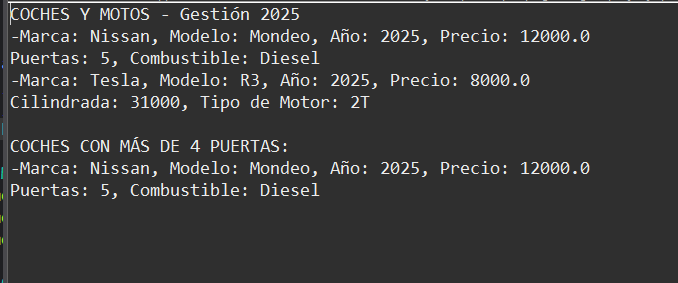 COCHES Y MOTOS - Gestión 2025
-Marca: Nissan, Modelo: Mondeo, Año: 2025, Precio: 12000.0
Puertas: 5, Combustible: Diesel
-Marca: Tesla, Modelo: R3, Año: 2025, Precio: 8000.0
Cilindrada: 31000, Tipo de Motor: 2T

COCHES CON MÁS DE 4 PUERTAS:
-Marca: Nissan, Modelo: Mondeo, Año: 2025, Precio: 12000.0
Puertas: 5, Combustible: Diesel